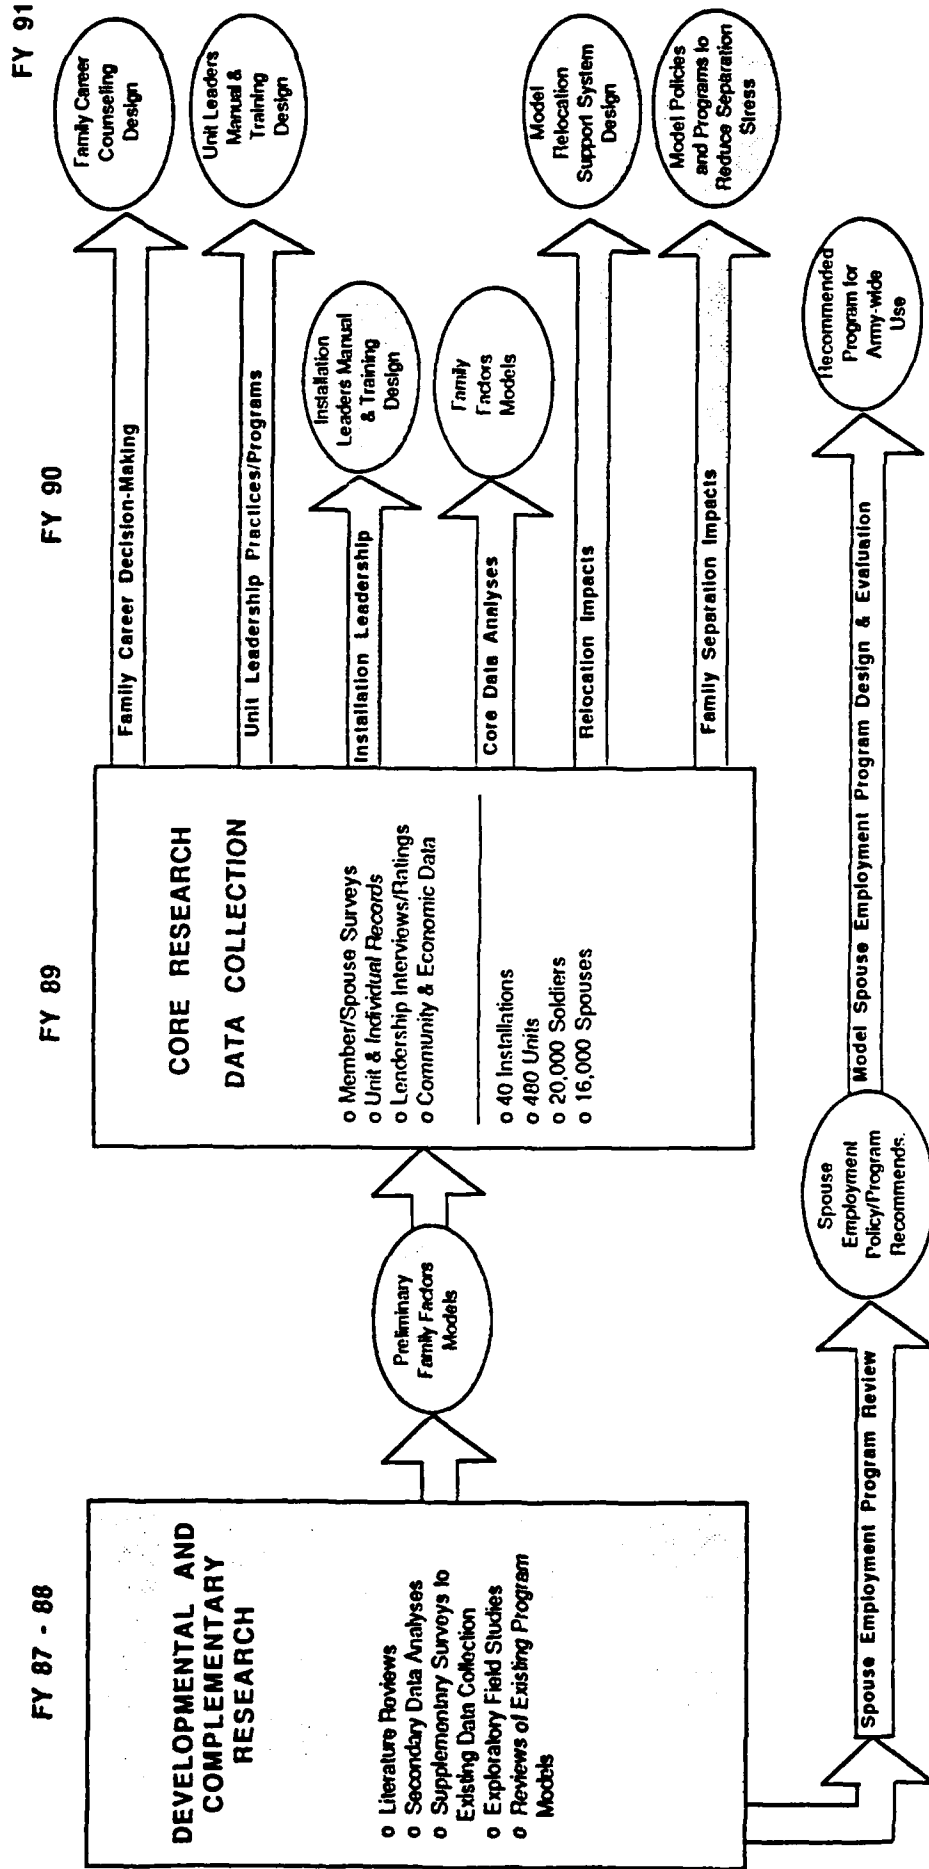 FY 87 - 88
FY 89
FY 90
FY 91
DEVELOPMENTAL AND
COMPLEMENTARY
RESEARCH
o Literature Reviews
o Secondary Data Analyses
o Supplementary Surveys to
Existing Data Collection
o Exploratory Field Studies
o Reviews of Existing Program
Models
Preliminary
Family Factors
Models
CORE RESEARCH
DATA COLLECTION
o Member/Spouse Surveys
o Unit & Individual Records
o Leadership Interviews/Ratings
o Community & Economic Data
o 40 Installations
o 480 Units
o 20,000 Soldiers
o 16,000 Spouses
Family Career Decision-Making
Family Career
Counseling
Design
Unit Leadership Practices/Programs
Unit Leaders
Manual &
Training
Design
Installation Leadership
Installation
Leaders Manual
& Training
Design
Core Data Analyses
Family
Factors
Models
Relocation Impacts
Model
Relocation
Support System
Design
Family Separation Impacts
Model Policies
and Programs to
Reduce Separation
Stress
Spouse Employment Program Review
Spouse
Employment
Policy/Program
Recommends.
Model Spouse Employment Program Design & Evaluation
Recommended
Program for
Army-wide
Use